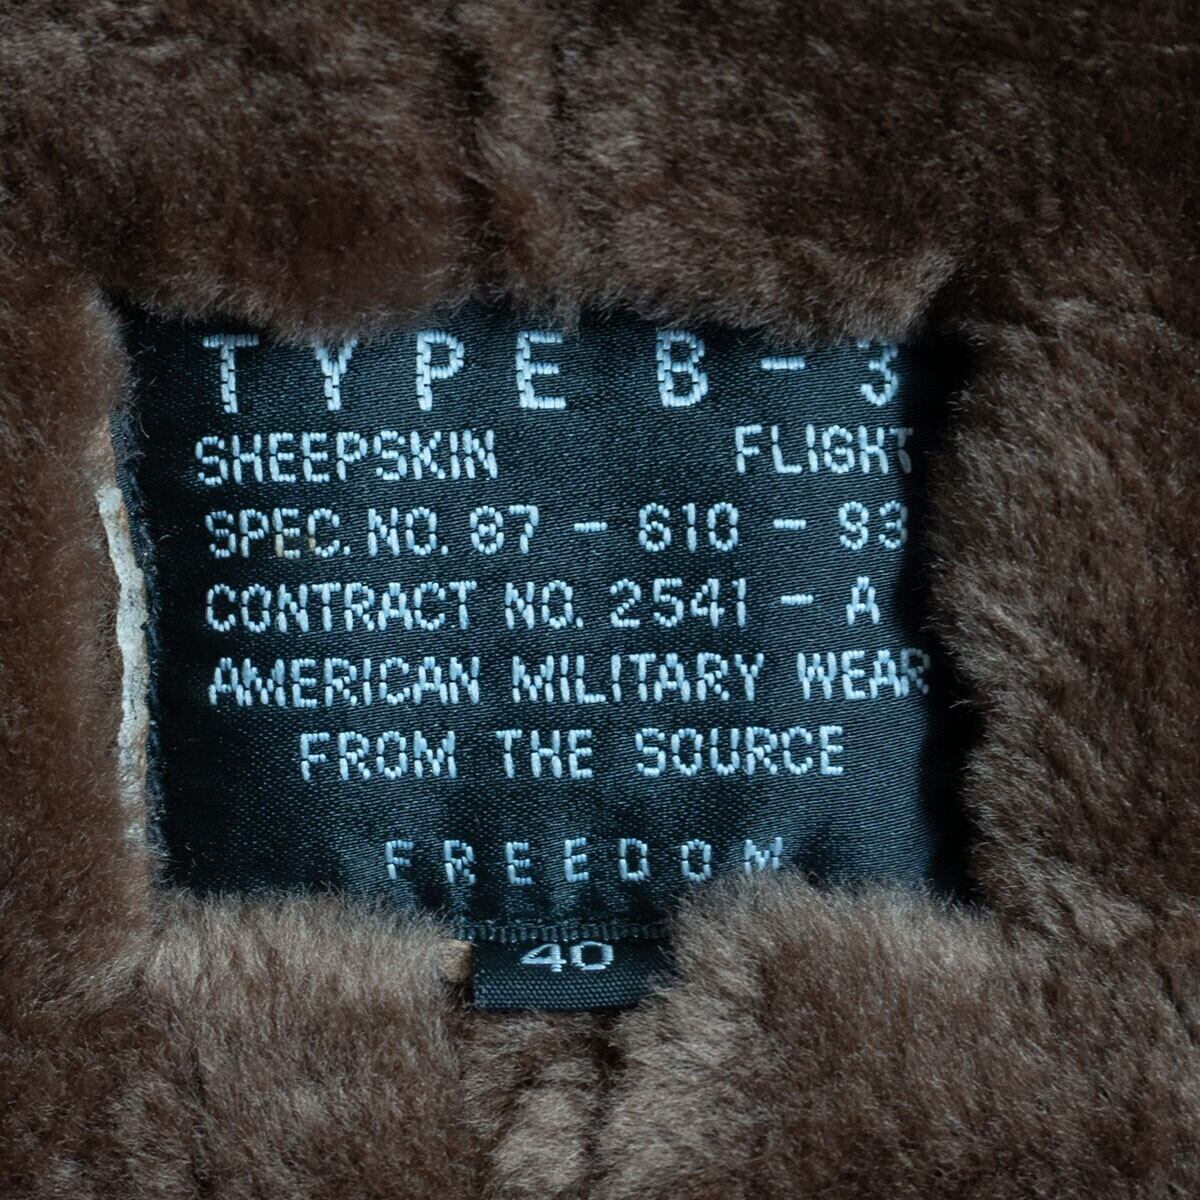 TYPE B-3
SHEEPSKIN FLIGHT
SPEC. NO. 87-610-93
CONTRACT NO. 2541-A
AMERICAN MILITARY WEAR
FROM THE SOURCE
FREEDOM
40